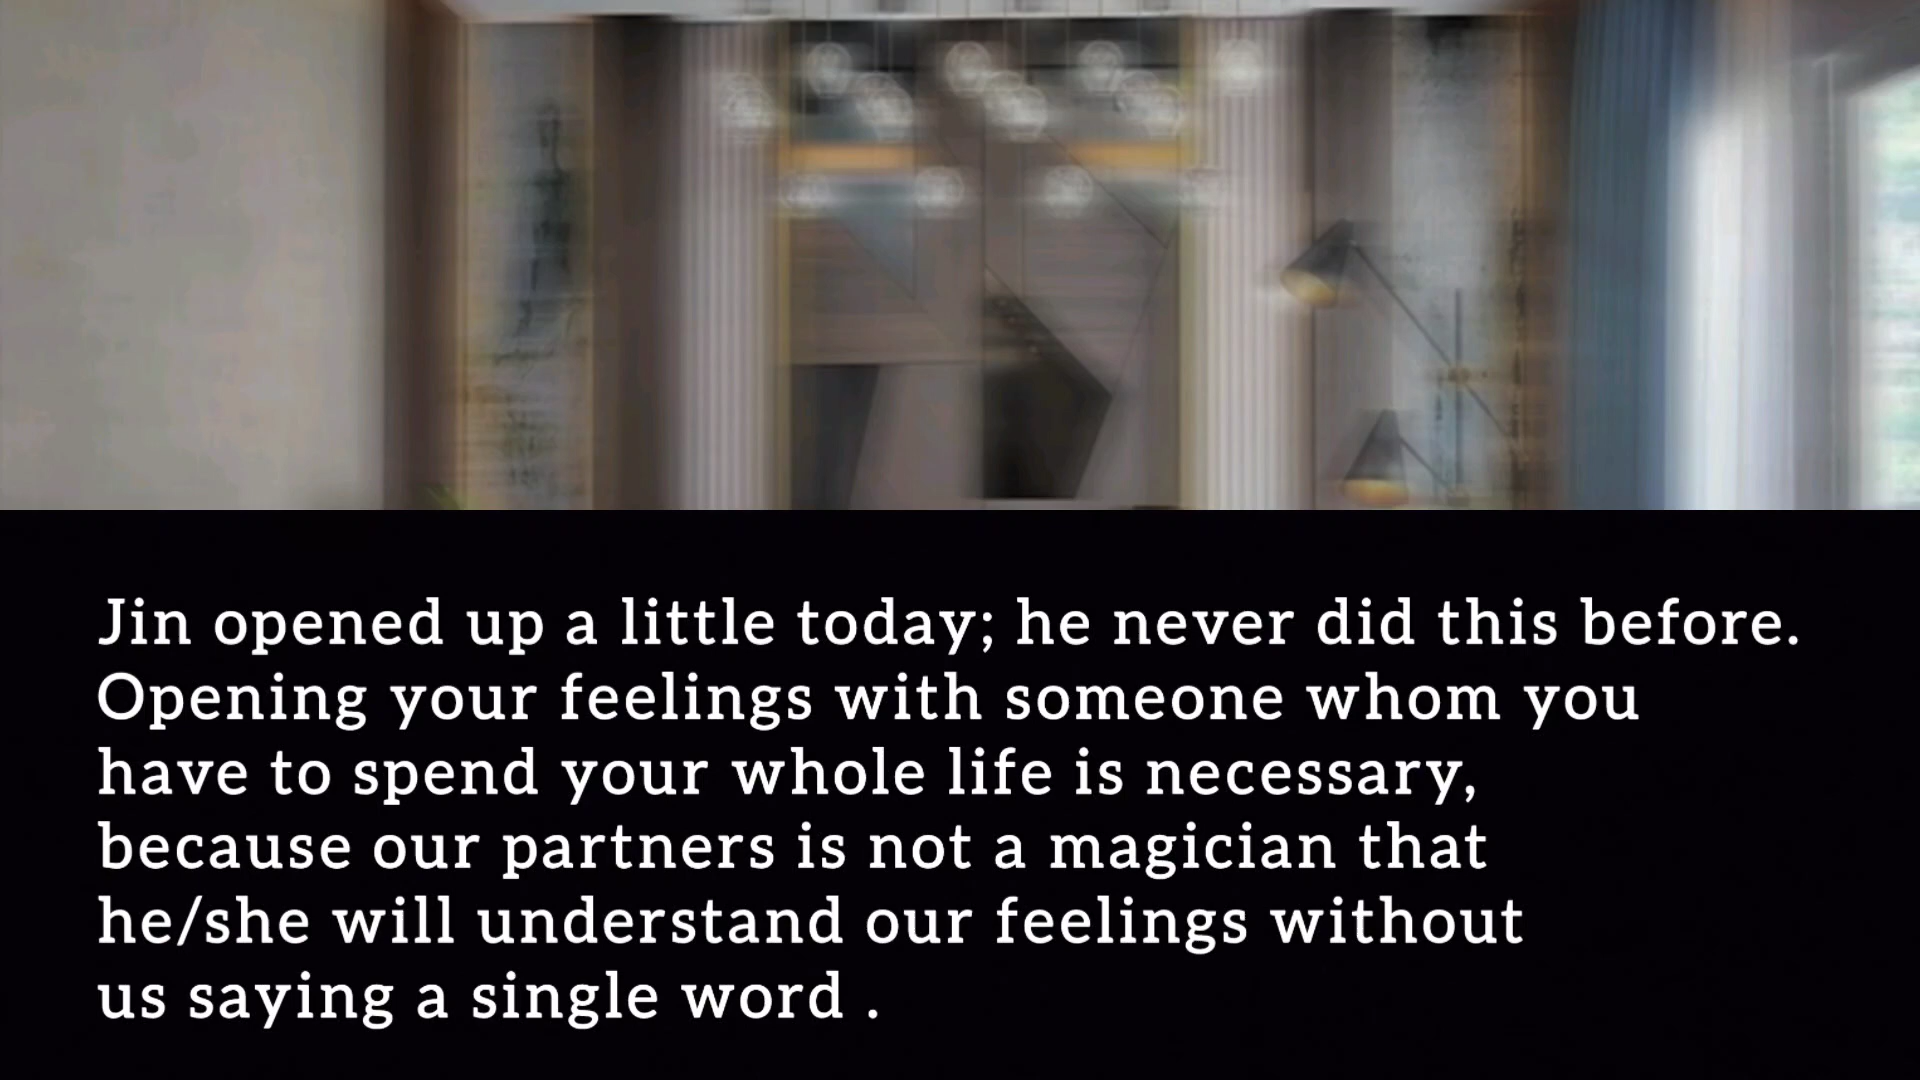 Jin opened up a little today; he never did this before.
Opening your feelings with someone whom you
have to spend your whole life is necessary,
because our partners is not a magician that
he/she will understand our feelings without
us saying a single word .